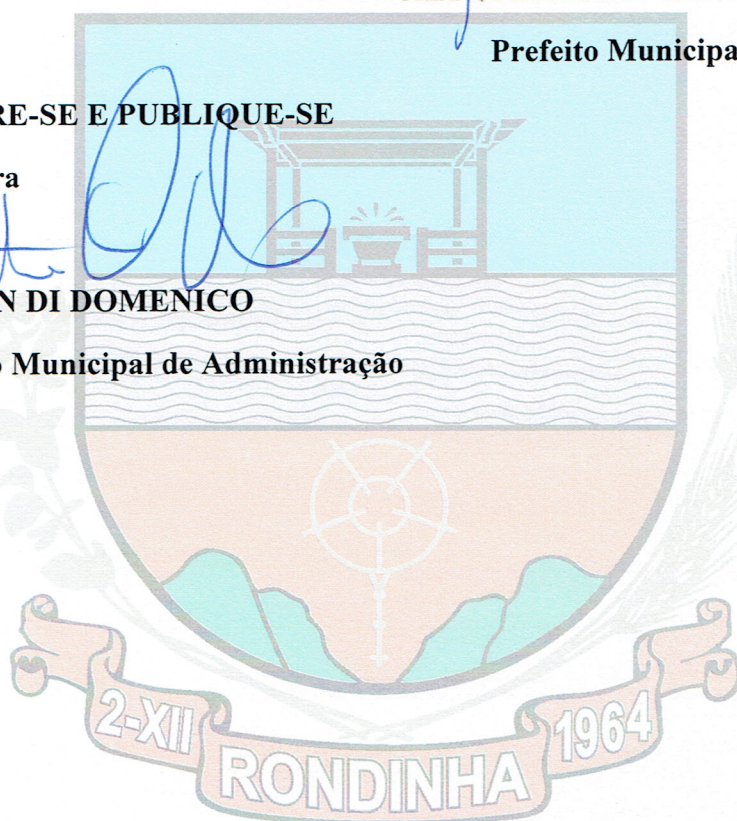 Prefeito Municipa
RE-SE E PUBLIQUE-SE
ra
N DI DOMENICO
o Municipal de Administração
2-XII
RONDINHA
1964